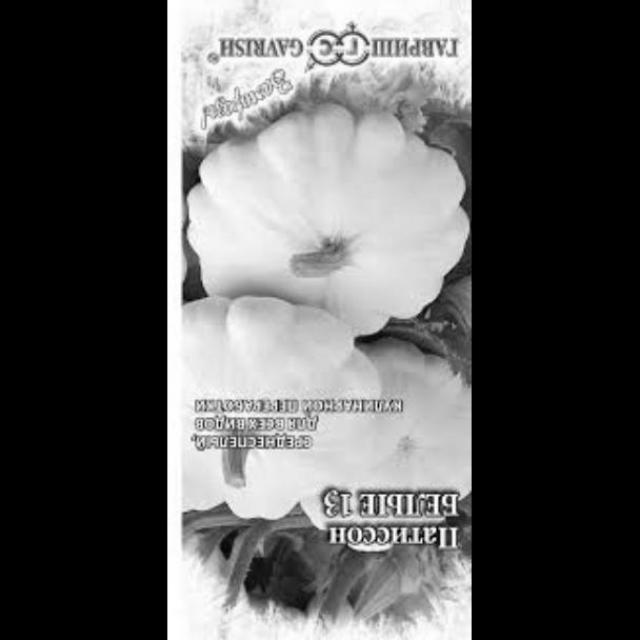 Патиссон
БЕЛЫЕ 13
СРЕДНЕСПЕЛЫЙ,
ДЛЯ ВСЕХ ВИДОВ
КУЛИНАРНОЙ ПЕРЕРАБОТКИ
ГАВРИШ GAVRISH®